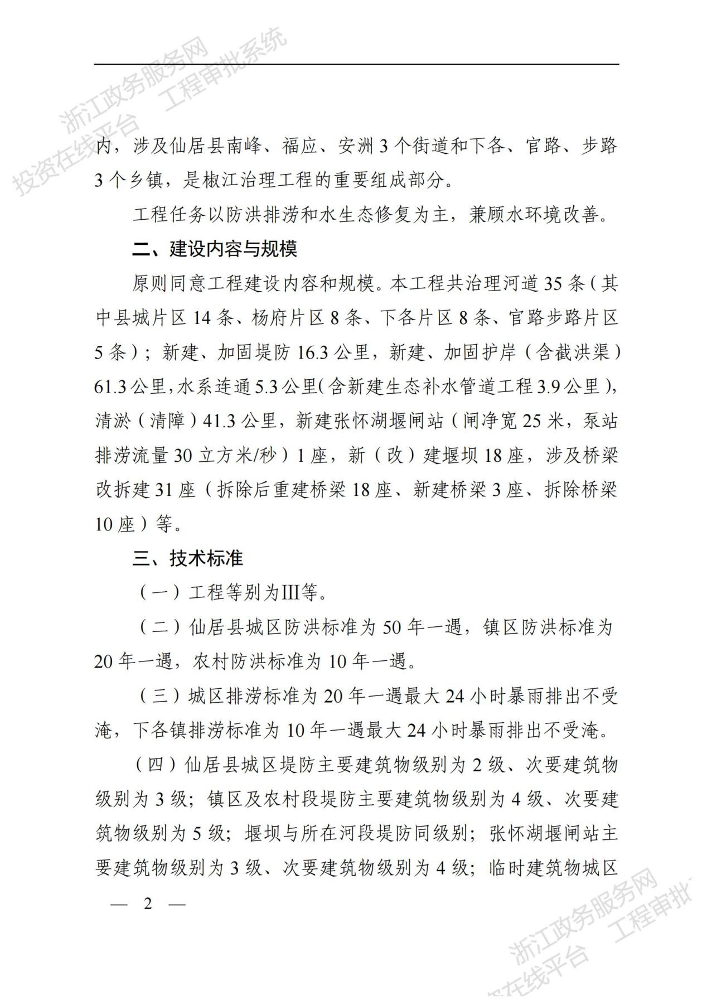 浙江政务服务网
工程审批系统
投资在线平台
内，涉及仙居县南峰、福应、安洲 3 个街道和下各、官路、步路
3 个乡镇，是椒江治理工程的重要组成部分。
工程任务以防洪排涝和水生态修复为主，兼顾水环境改善。
二、建设内容与规模
原则同意工程建设内容和规模。本工程共治理河道 35 条（其
中县城片区 14 条、杨府片区 8 条、下各片区 8 条、官路步路片区
5 条）；新建、加固堤防 16.3 公里，新建、加固护岸（含截洪渠）
61.3 公里，水系连通 5.3 公里（含新建生态补水管道工程 3.9 公里），
清淤（清障）41.3 公里，新建张怀湖堰闸站（闸净宽 25 米，泵站
排涝流量 30 立方米/秒）1 座，新（改）建堰坝 18 座，涉及桥梁
改拆建 31 座（拆除后重建桥梁 18 座、新建桥梁 3 座、拆除桥梁
10 座）等。
三、技术标准
（一）工程等别为Ⅲ等。
（二）仙居县城区防洪标准为 50 年一遇，镇区防洪标准为
20 年一遇，农村防洪标准为 10 年一遇。
（三）城区排涝标准为 20 年一遇最大 24 小时暴雨排出不受
淹，下各镇排涝标准为 10 年一遇最大 24 小时暴雨排出不受淹。
（四）仙居县城区堤防主要建筑物级别为 2 级、次要建筑物
级别为 3 级；镇区及农村段堤防主要建筑物级别为 4 级、次要建
筑物级别为 5 级；堰坝与所在河段堤防同级别；张怀湖堰闸站主
要建筑物级别为 3 级、次要建筑物级别为 4 级；临时建筑物城区
— 2 —
浙江政务服务网
工程审批
资在线平台